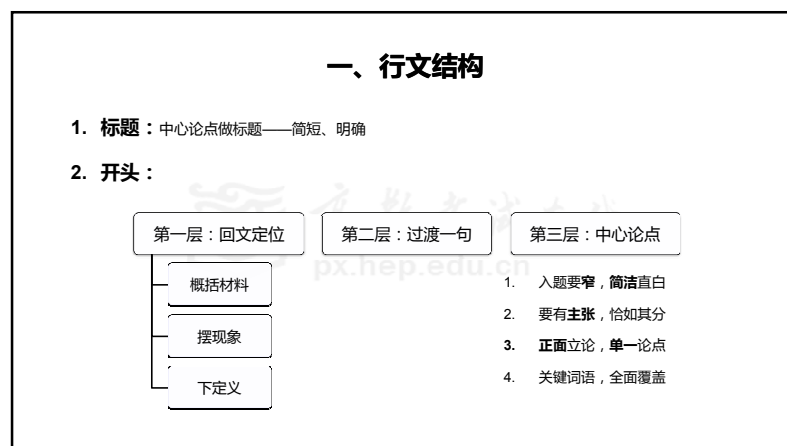 一、行文结构
1. 标题：中心论点做标题——简短、明确
2. 开头：
第一层：回文定位
第二层：过渡一句
第三层：中心论点
概括材料
摆现象
下定义
1. 入题要窄，简洁直白
2. 要有主张，恰如其分
3. 正面立论，单一论点
4. 关键词语，全面覆盖
px.hep.edu.cn